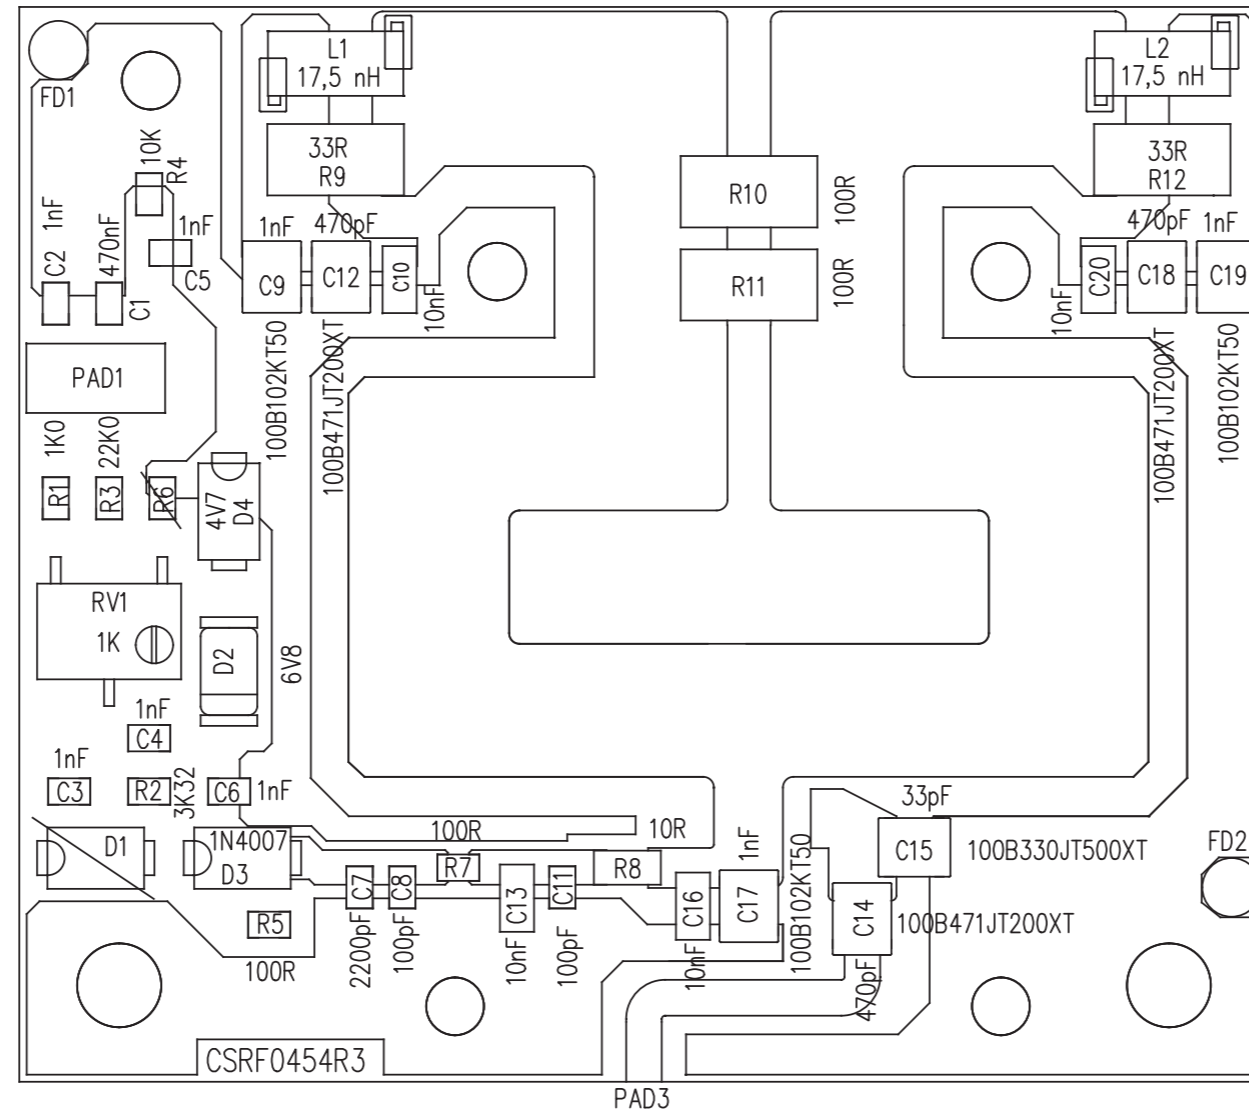 L1
17,5 nH
L2
17,5 nH
FD1
10K
R4
33R
R9
33R
R12
R10
100R
1nF
C2
470nF
C1
1nF
C5
1nF
C9
470pF
C12
C10
10nF
R11
100R
10nF
C20
470pF
C18
1nF
C19
100B102KT50
100B471JT200XT
100B471JT200XT
100B102KT50
PAD1
1K0
22K0
R1
R3
R6
4V7
D4
RV1
1K
D2
6V8
1nF
C4
1nF
C3
R2
3K32
C6
1nF
D1
1N4007
D3
100R
R7
10R
R8
1nF
33pF
C15
100B330JT500XT
FD2
C7
C8
C13
C11
C16
C17
100B102KT50
C14
100B471JT200XT
R5
100R
2200pF
100pF
10nF
100pF
10nF
470pF
CSRF0454R3
PAD3